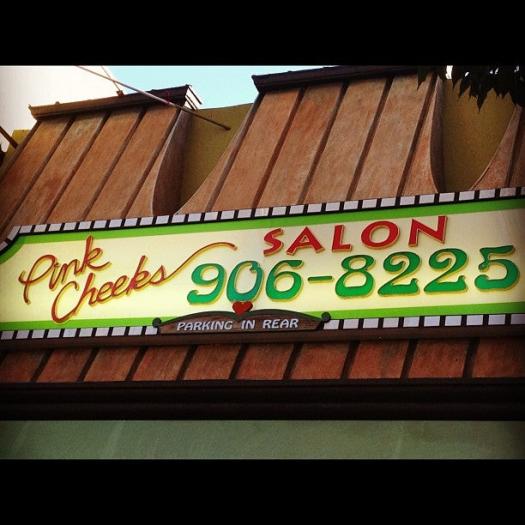 Pink
Cheeks
SALON
906-8225
PARKING IN REAR